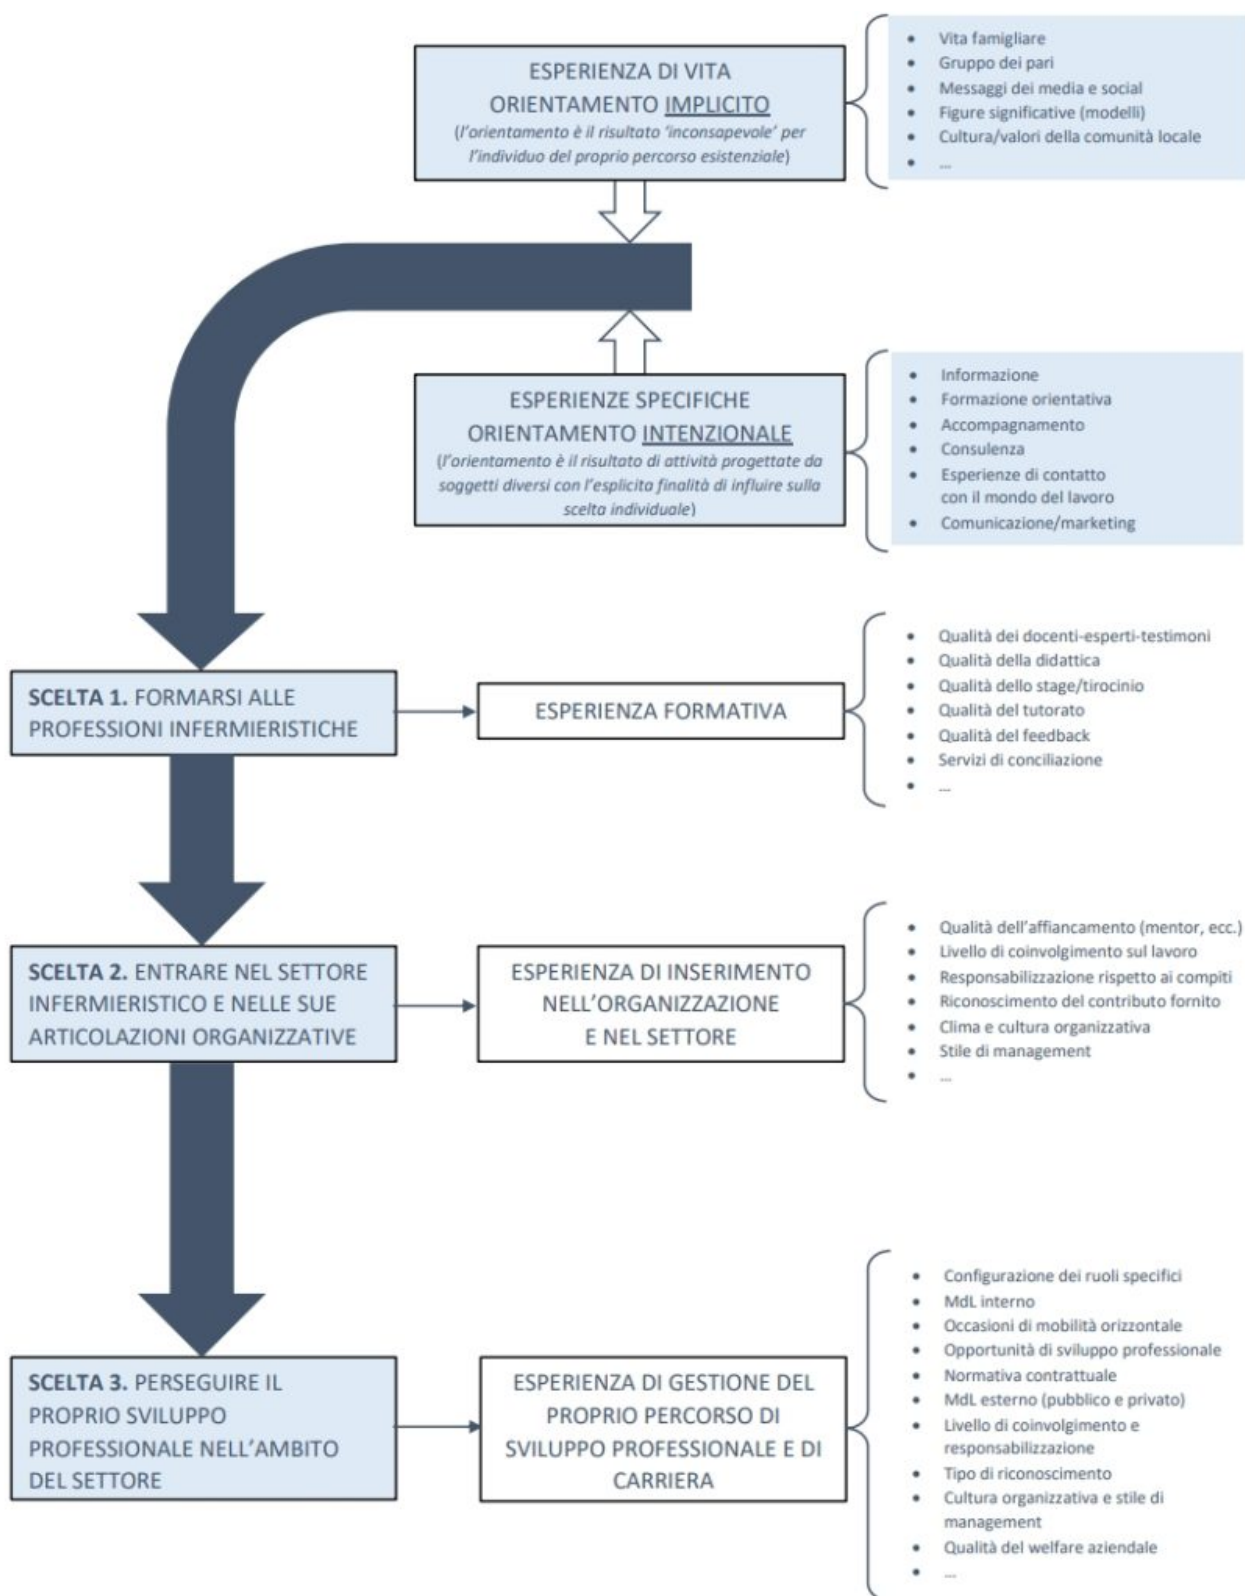 ESPERIENZA DI VITA
ORIENTAMENTO IMPLICITO
(l'orientamento è il risultato 'inconsapevole' per
l'individuo del proprio percorso esistenziale)
• Vita famigliare
• Gruppo dei pari
• Messaggi dei media e social
• Figure significative (modelli)
• Cultura/valori della comunità locale
• ...
ESPERIENZE SPECIFICHE
ORIENTAMENTO INTENZIONALE
(l'orientamento è il risultato di attività progettate da
soggetti diversi con l'esplicita finalità di influire sulla
scelta individuale)
• Informazione
• Formazione orientativa
• Accompagnamento
• Consulenza
• Esperienze di contatto
con il mondo del lavoro
• Comunicazione/marketing
SCELTA 1. FORMARSI ALLE
PROFESSIONI INFERMIERISTICHE
ESPERIENZA FORMATIVA
• Qualità dei docenti-esperti-testimoni
• Qualità della didattica
• Qualità dello stage/tirocinio
• Qualità del tutorato
• Qualità del feedback
• Servizi di conciliazione
• ...
SCELTA 2. ENTRARE NEL SETTORE
INFERMIERISTICO E NELLE SUE
ARTICOLAZIONI ORGANIZZATIVE
ESPERIENZA DI INSERIMENTO
NELL'ORGANIZZAZIONE
E NEL SETTORE
• Qualità dell'affiancamento (mentor, ecc.)
• Livello di coinvolgimento sul lavoro
• Responsabilizzazione rispetto ai compiti
• Riconoscimento del contributo fornito
• Clima e cultura organizzativa
• Stile di management
• ...
SCELTA 3. PERSEGUIRE IL
PROPRIO SVILUPPO
PROFESSIONALE NELL'AMBITO
DEL SETTORE
ESPERIENZA DI GESTIONE DEL
PROPRIO PERCORSO DI
SVILUPPO PROFESSIONALE E DI
CARRIERA
• Configurazione dei ruoli specifici
• MdL interno
• Occasioni di mobilità orizzontale
• Opportunità di sviluppo professionale
• Normativa contrattuale
• MdL esterno (pubblico e privato)
• Livello di coinvolgimento e
responsabilizzazione
• Tipo di riconoscimento
• Cultura organizzativa e stile di
management
• Qualità del welfare aziendale
• ...